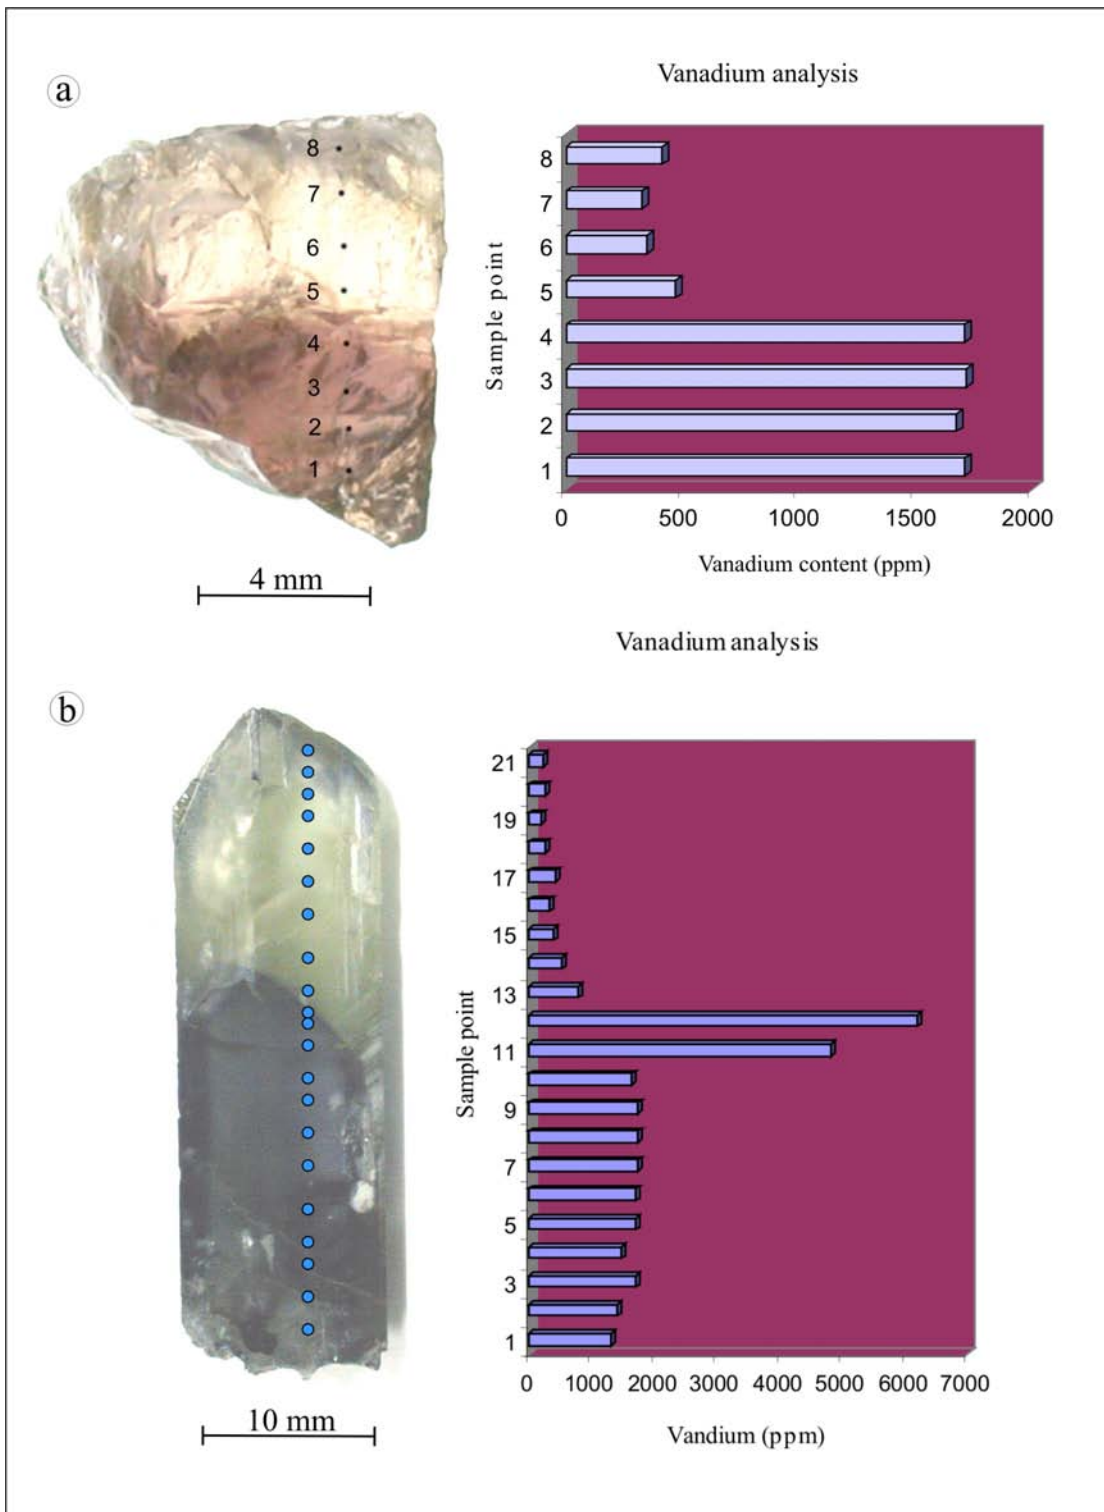 a
Vanadium analysis
8
7
6
5
4
3
2
1
4 mm
Sample point
8
7
6
5
4
3
2
1
0 500 1000 1500 2000
Vanadium content (ppm)
Vanadium analysis
b
10 mm
Sample point
21
19
17
15
13
11
9
7
5
3
1
0 1000 2000 3000 4000 5000 6000 7000
Vandium (ppm)